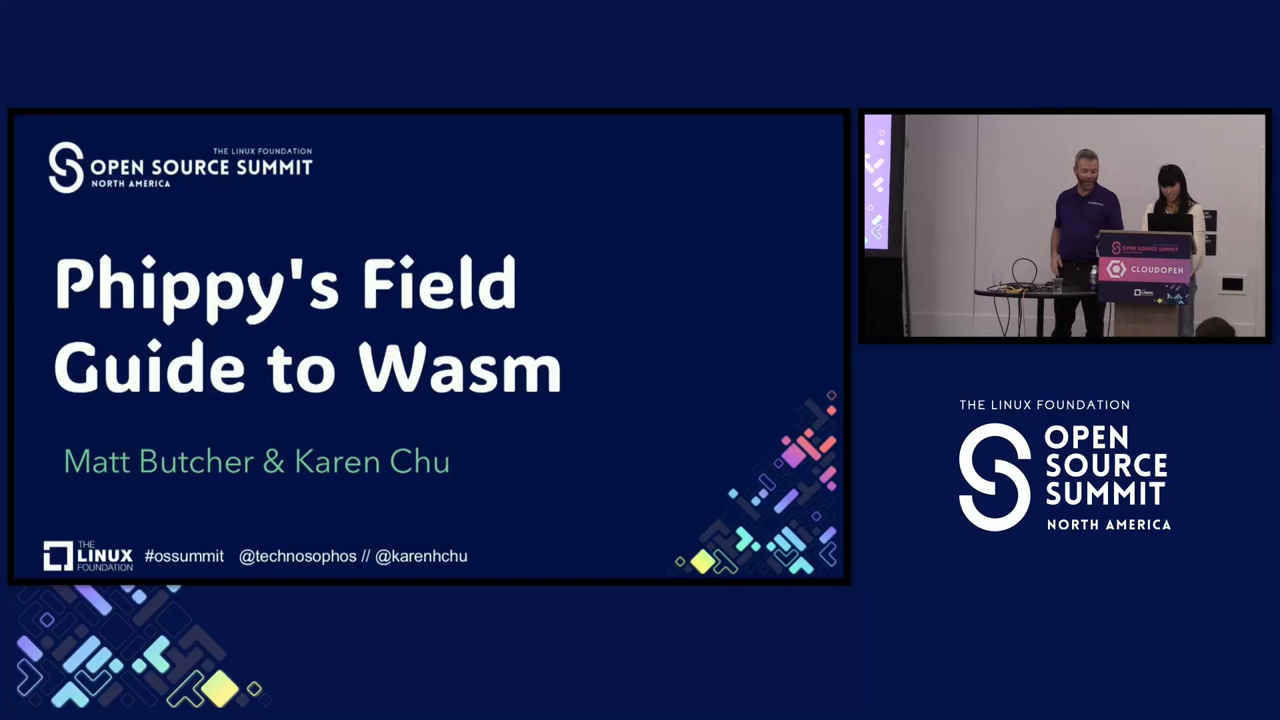 THE LINUX FOUNDATION
OPEN SOURCE SUMMIT
NORTH AMERICA
Phippy's Field
Guide to Wasm
Matt Butcher & Karen Chu
THE
LINUX
FOUNDATION
#ossummit @technosophos // @karenhchu
OPEN SOURCE SUMMIT
CLOUDOPEN
LINUX
THE LINUX FOUNDATION
OPEN
SOURCE
SUMMIT
NORTH AMERICA